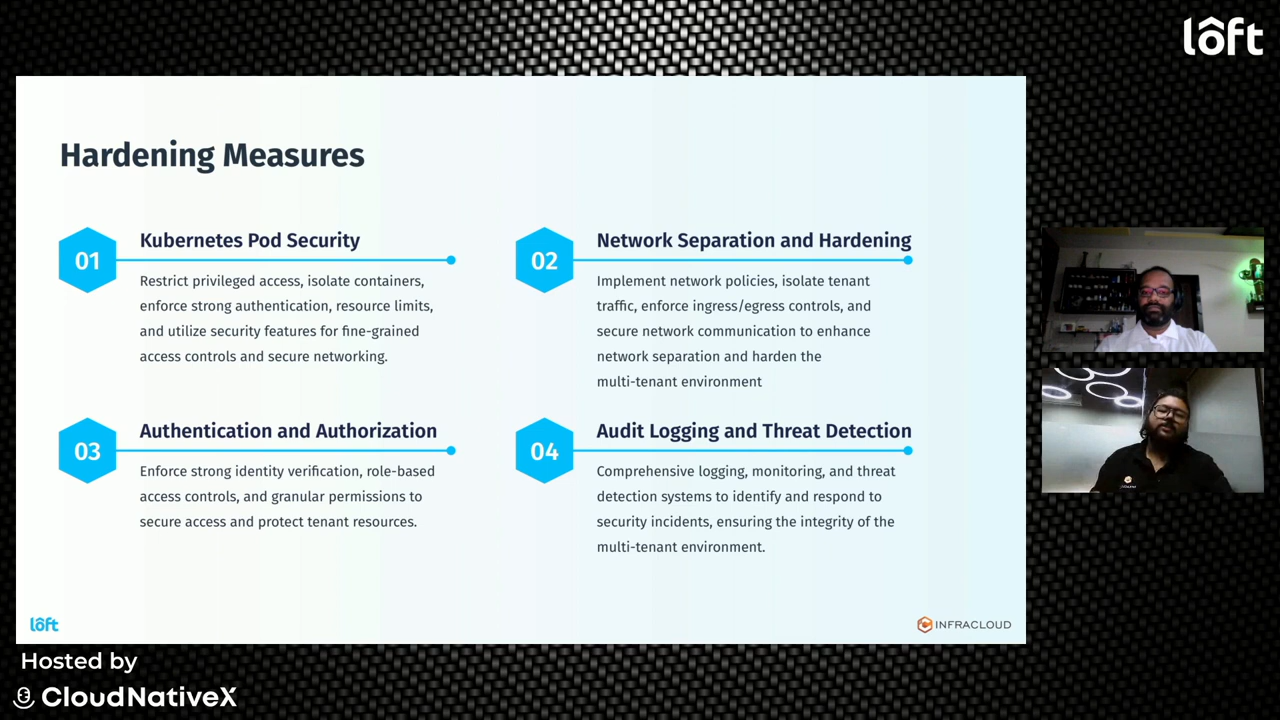 lôft
Hardening Measures
01
Kubernetes Pod Security
Restrict privileged access, isolate containers,
enforce strong authentication, resource limits,
and utilize security features for fine-grained
access controls and secure networking.
02
Network Separation and Hardening
Implement network policies, isolate tenant
traffic, enforce ingress/egress controls, and
secure network communication to enhance
network separation and harden the
multi-tenant environment
03
Authentication and Authorization
Enforce strong identity verification, role-based
access controls, and granular permissions to
secure access and protect tenant resources.
04
Audit Logging and Threat Detection
Comprehensive logging, monitoring, and threat
detection systems to identify and respond to
security incidents, ensuring the integrity of the
multi-tenant environment.
lôft
INFRACLOUD
Hosted by
CloudNativeX